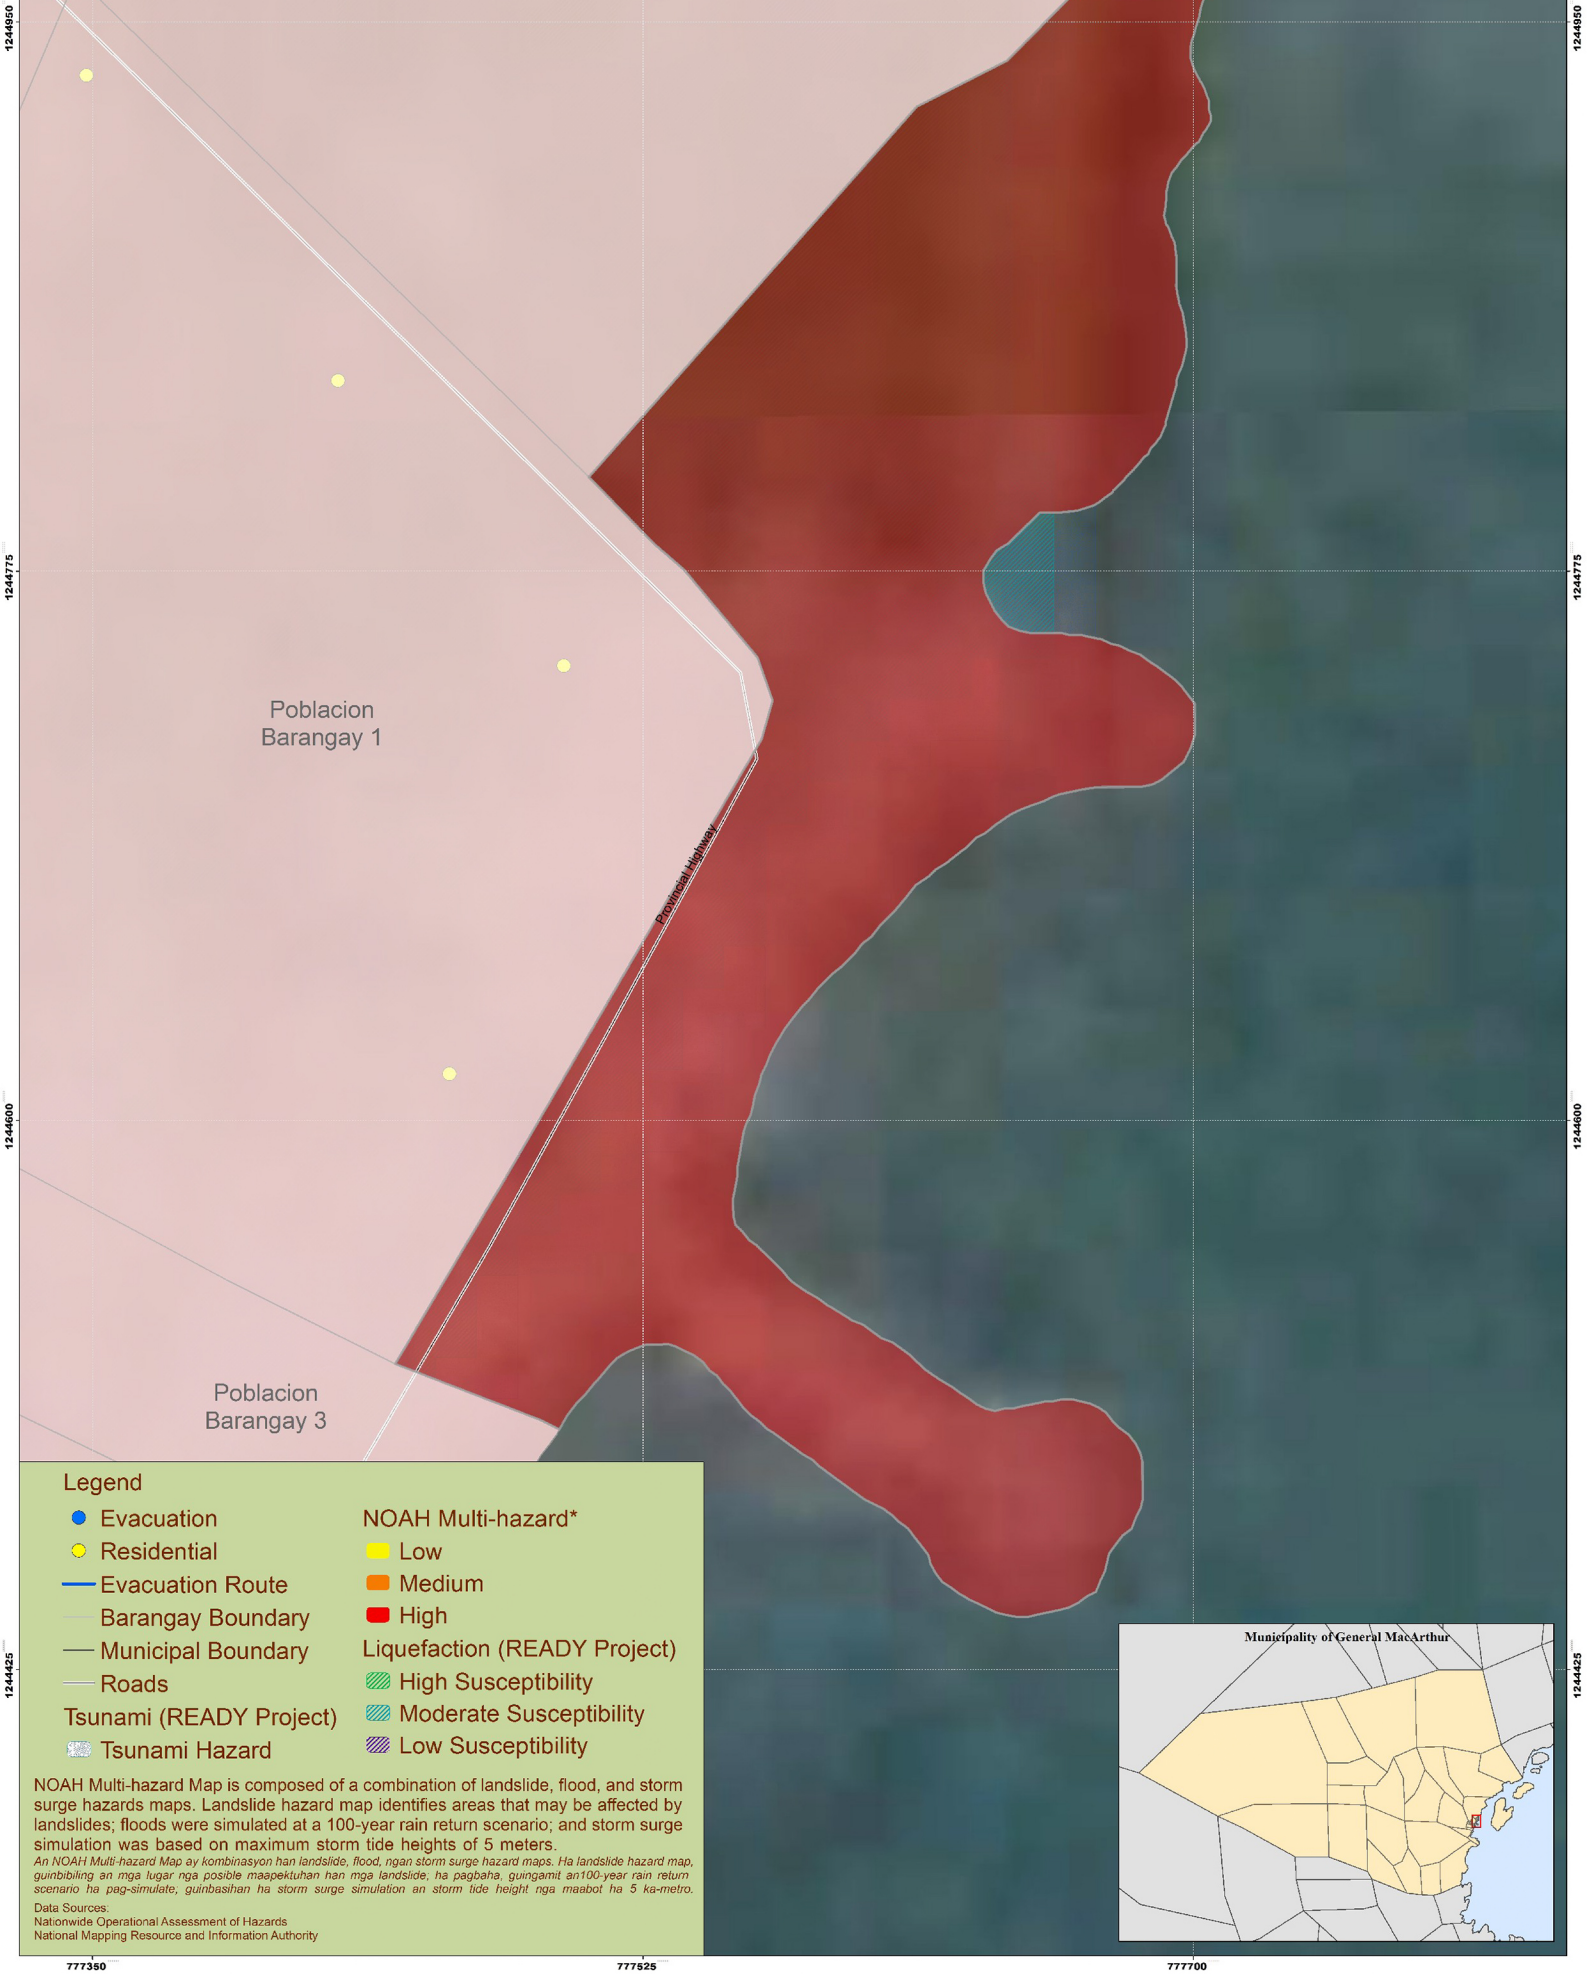 1244950
1244950
1244775
1244775
Poblacion
Barangay 1
Provincial Highway
1244600
1244600
Poblacion
Barangay 3
1244425
1244425
Legend
Evacuation
Residential
Evacuation Route
Barangay Boundary
Municipal Boundary
Roads
Tsunami (READY Project)
Tsunami Hazard
NOAH Multi-hazard*
Low
Medium
High
Liquefaction (READY Project)
High Susceptibility
Moderate Susceptibility
Low Susceptibility
NOAH Multi-hazard Map is composed of a combination of landslide, flood, and storm
surge hazards maps. Landslide hazard map identifies areas that may be affected by
landslides; floods were simulated at a 100-year rain return scenario; and storm surge
simulation was based on maximum storm tide heights of 5 meters.
An NOAH Multi-hazard Map ay kombinasyon han landslide, flood, ngan storm surge hazard maps. Ha landslide hazard map,
guinbibiling an mga lugar nga posible maapektuhan han mga landslide; ha pagbaha, guingamit an100-year rain return
scenario ha pag-simulate; guinbasihan ha storm surge simulation an storm tide height nga maabot ha 5 ka-metro.
Data Sources:
Nationwide Operational Assessment of Hazards
National Mapping Resource and Information Authority
Municipality of General MacArthur
777350
777525
777700